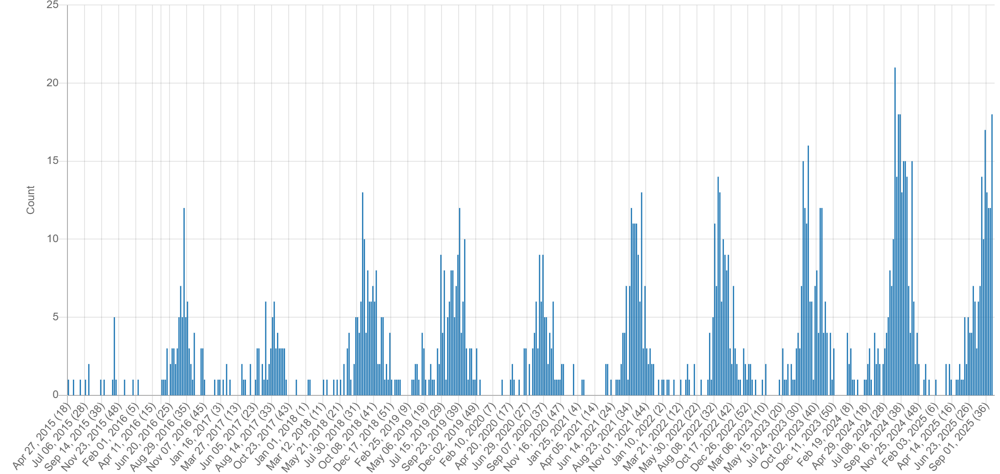 25
20
15
10
5
0
Count
Apr 27, 2015 (18)
Jul 06, 2015 (28)
Sep 14, 2015 (38)
Nov 23, 2015 (48)
Feb 01, 2016 (5)
Apr 11, 2016 (15)
Jun 20, 2016 (25)
Aug 29, 2016 (35)
Nov 07, 2016 (45)
Jan 16, 2017 (3)
Mar 27, 2017 (13)
Jun 05, 2017 (23)
Aug 14, 2017 (33)
Oct 23, 2017 (43)
Jan 01, 2018 (1)
Mar 12, 2018 (11)
May 21, 2018 (21)
Jul 30, 2018 (31)
Oct 08, 2018 (41)
Dec 17, 2018 (51)
Feb 25, 2019 (9)
May 06, 2019 (19)
Jul 15, 2019 (29)
Sep 23, 2019 (39)
Dec 02, 2019 (49)
Feb 10, 2020 (7)
Apr 20, 2020 (17)
Jun 29, 2020 (27)
Sep 07, 2020 (37)
Nov 16, 2020 (47)
Jan 25, 2021 (4)
Apr 05, 2021 (14)
Jun 14, 2021 (24)
Aug 23, 2021 (34)
Nov 01, 2021 (44)
Jan 10, 2022 (2)
Mar 21, 2022 (12)
May 30, 2022 (22)
Aug 08, 2022 (32)
Oct 17, 2022 (42)
Dec 26, 2022 (52)
Mar 06, 2023 (10)
May 15, 2023 (20)
Jul 24, 2023 (30)
Oct 02, 2023 (40)
Dec 11, 2023 (50)
Feb 19, 2024 (8)
Apr 29, 2024 (18)
Jul 08, 2024 (28)
Sep 16, 2024 (38)
Nov 25, 2024 (48)
Feb 03, 2025 (6)
Apr 14, 2025 (16)
Jun 23, 2025 (26)
Sep 01, 2025 (36)